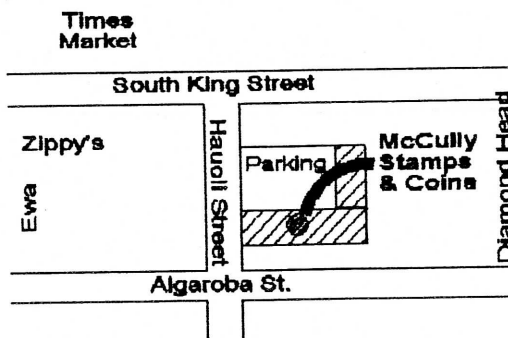 Times
Market
South King Street
Zippy's
Hauoli Street
Parking
McCully
Stamps
& Coins
Ewa
Diamond Head
Algaroba St.